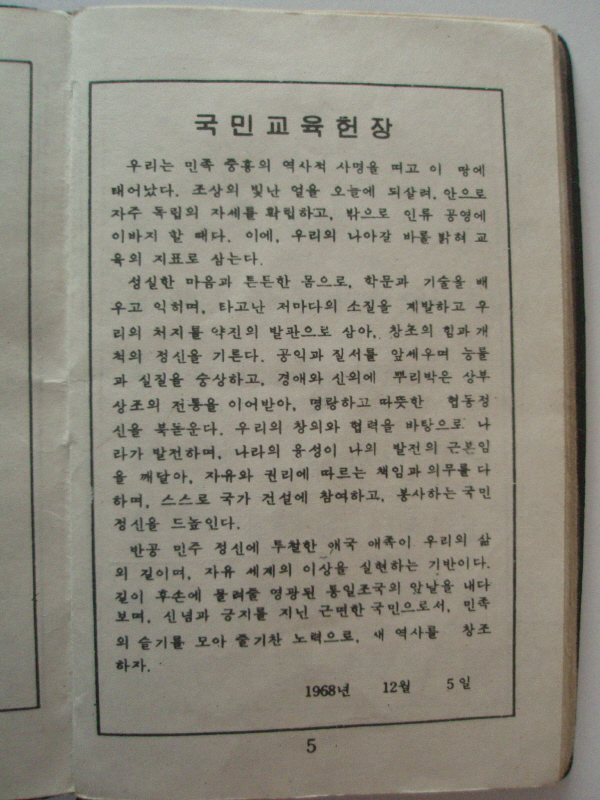 국민교육헌장
우리는 민족 중흥의 역사적 사명을 띠고 이 땅에
태어났다. 조상의 빛난 얼을 오늘에 되살려, 안으로
자주 독립의 자세를 확립하고, 밖으로 인류 공영에
이바지 할 때다. 이에, 우리의 나아갈 바를 밝혀 교
육의 지표로 삼는다.
성실한 마음과 튼튼한 몸으로, 학문과 기술을 배
우고 익히며, 타고난 저마다의 소질을 계발하고 우
리의 처지를 약진의 발판으로 삼아, 창조의 힘과 개
척의 정신을 기른다. 공익과 질서를 앞세우며 능률
과 실질을 숭상하고, 경애와 신의에 뿌리박은 상부
상조의 전통을 이어받아, 명랑하고 따뜻한 협동정
신을 북돋운다. 우리의 창의와 협력을 바탕으로 나
라가 발전하며, 나라의 융성이 나의 발전의 근본임
을 깨달아, 자유와 권리에 따르는 책임과 의무를 다
하며, 스스로 국가 건설에 참여하고, 봉사하는 국민
정신을 드높인다.
반공 민주 정신에 투철한 애국 애족이 우리의 삶
의 길이며, 자유 세계의 이상을 실현하는 기반이다.
길이 후손에 물려줄 영광된 통일조국의 앞날을 내다
보며, 신념과 긍지를 지닌 근면한 국민으로서, 민족
의 슬기를 모아 줄기찬 노력으로, 새 역사를 창조
하자.
1968년 12월 5일
5